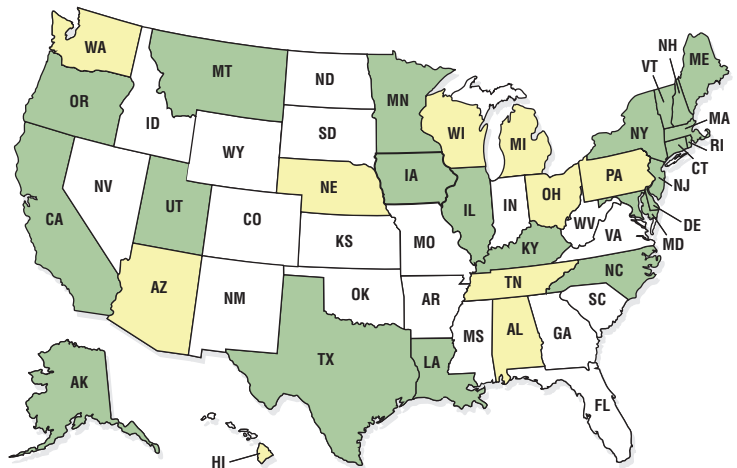 NH
WA
VT
ME
MT
ND
MN
OR
MA
ID
SD
WI
NY
MI
RI
WY
CT
PA
NE
IA
NJ
NV
OH
UT
IL
IN
CA
CO
DE
WV
KS
MO
VA
MD
KY
NC
AZ
TN
OK
NM
AR
SC
MS
AL
GA
TX
LA
AK
FL
HI